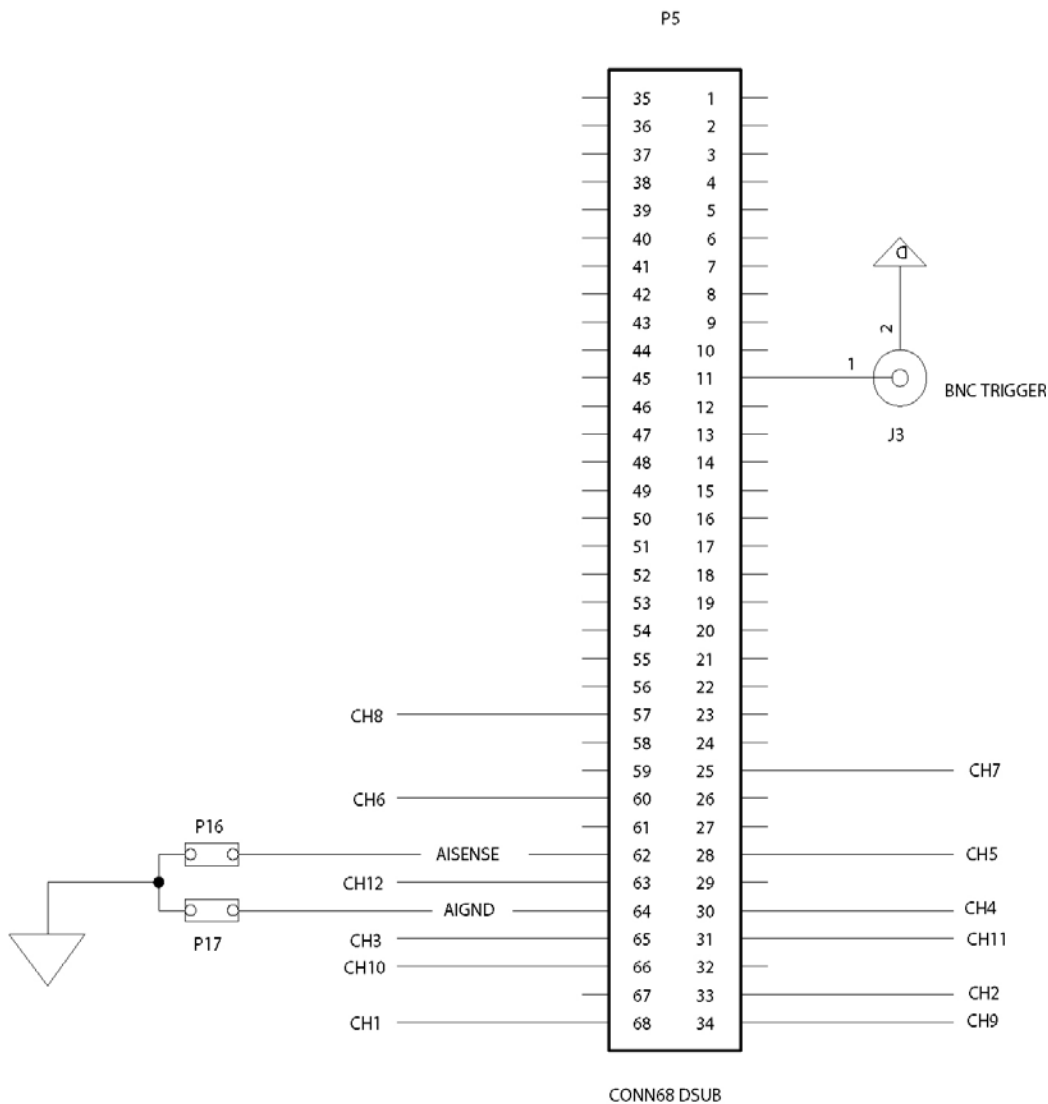 P5
35 1
36 2
37 3
38 4
39 5
40 6
41 7
42 8
43 9
44 10
1
2
D
45 11
BNC TRIGGER
46 12
J3
47 13
48 14
49 15
50 16
51 17
52 18
53 19
54 20
55 21
56 22
CH8 57 23
58 24
59 25 CH7
CH6 60 26
P16
61 27
AISENSE 62 28 CH5
CH12 63 29
AIGND 64 30 CH4
P17
CH3 65 31 CH11
CH10 66 32
67 33 CH2
CH1 68 34 CH9
CONN68 DSUB